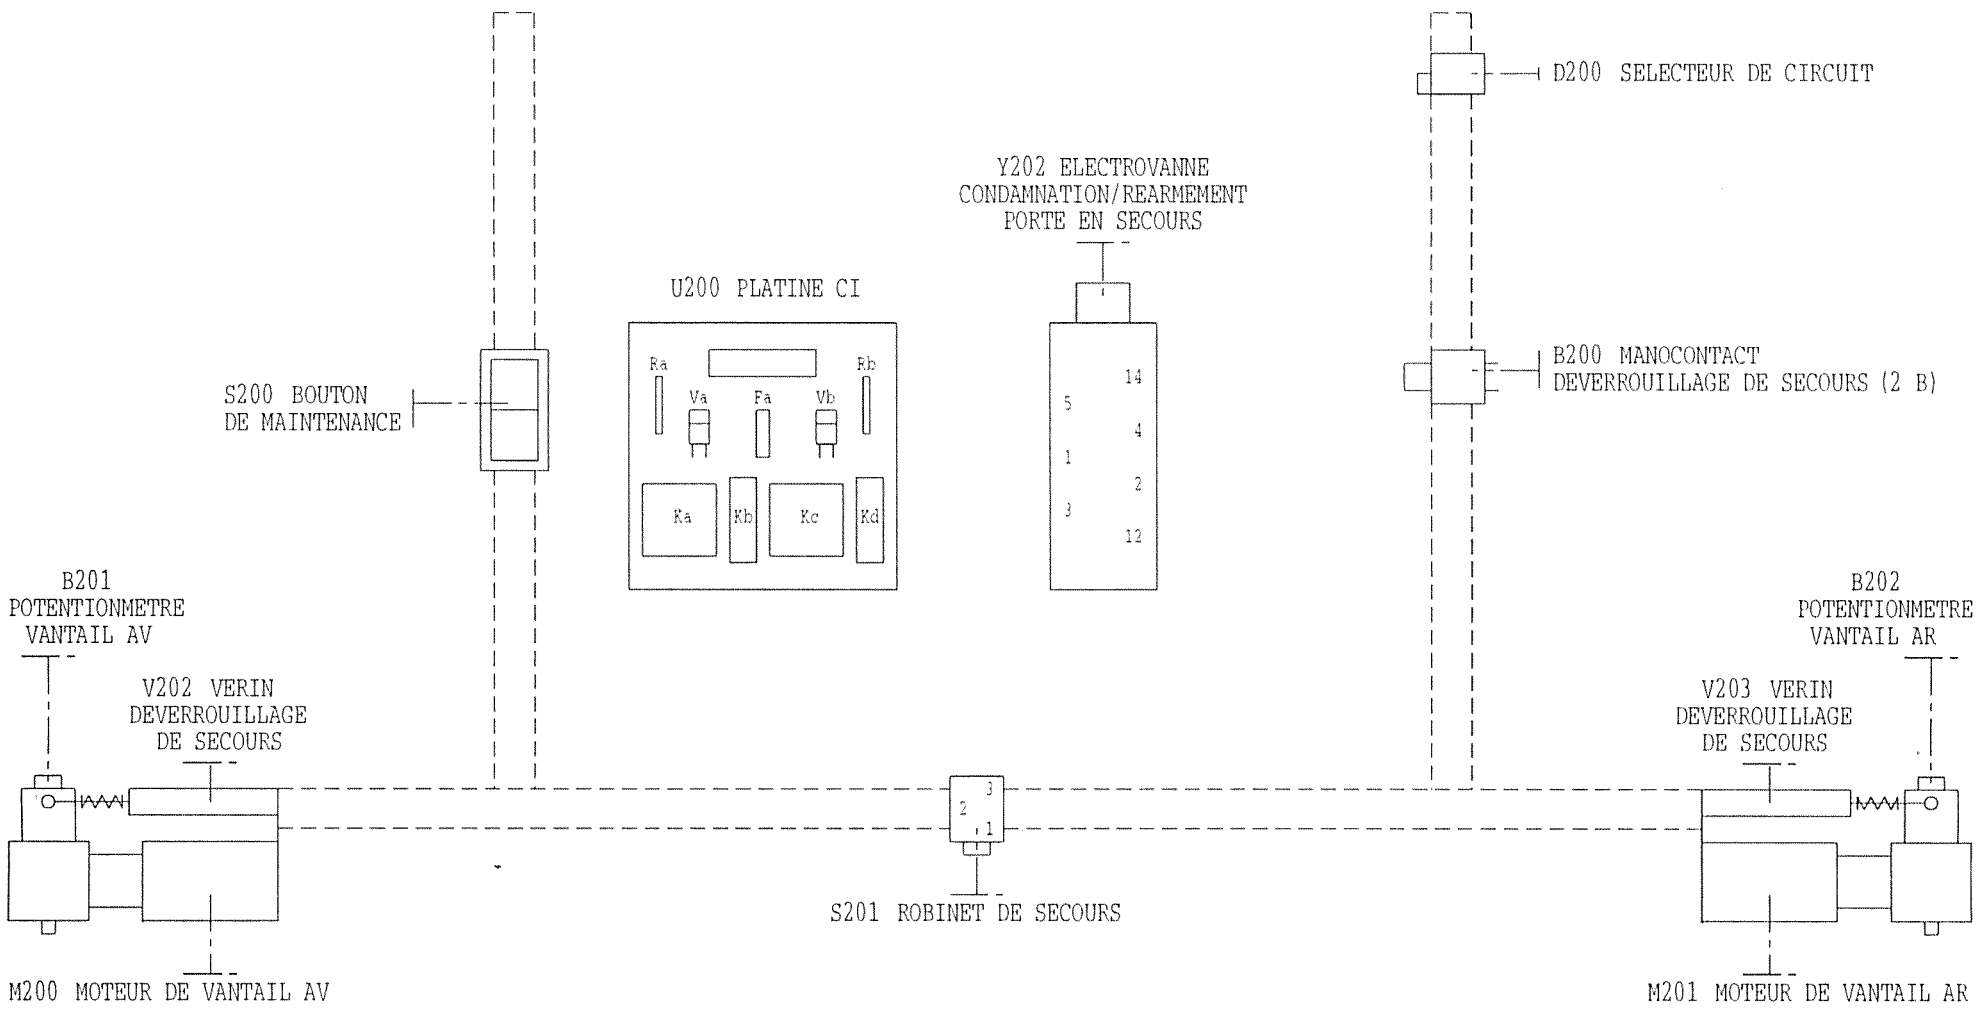 D200 SELECTEUR DE CIRCUIT
Y202 ELECTROVANNE
CONDAMNATION/REARMEMENT
PORTE EN SECOURS
U200 PLATINE CI
Ra
Rb
Va
Fa
Vb
Ka
Kb
Kc
Kd
14
5
4
1
2
3
12
B200 MANOCONTACT
DEVERROUILLAGE DE SECOURS (2 B)
S200 BOUTON
DE MAINTENANCE
B201
POTENTIONMETRE
VANTAIL AV
B202
POTENTIONMETRE
VANTAIL AR
V202 VERIN
DEVERROUILLAGE
DE SECOURS
V203 VERIN
DEVERROUILLAGE
DE SECOURS
3
2
1
S201 ROBINET DE SECOURS
M200 MOTEUR DE VANTAIL AV
M201 MOTEUR DE VANTAIL AR